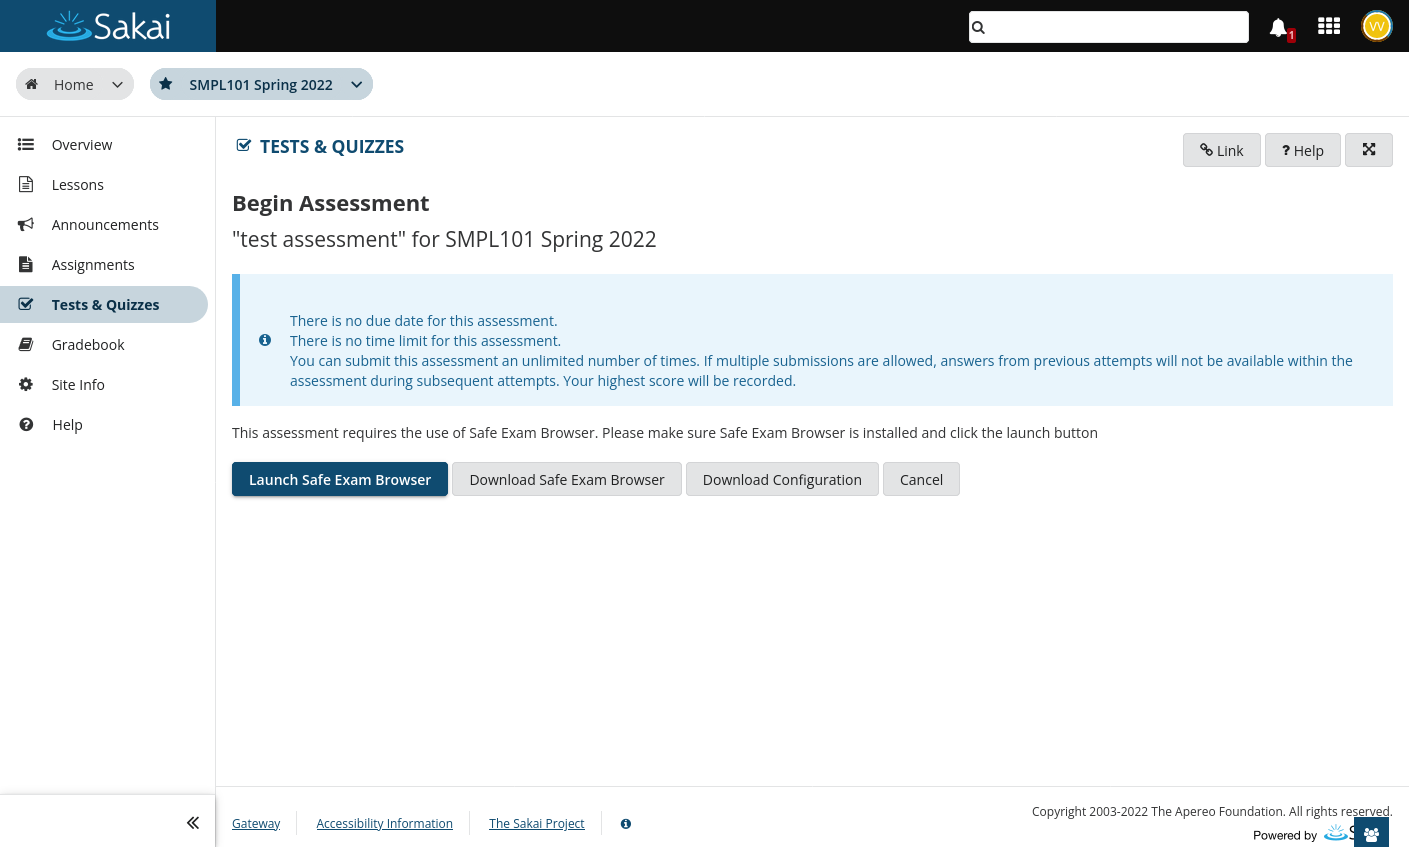 Sakai
1
VV
Home
SMPL101 Spring 2022
Overview
Lessons
Announcements
Assignments
Tests & Quizzes
Gradebook
Site Info
Help
TESTS & QUIZZES
Link
? Help
Begin Assessment
"test assessment" for SMPL101 Spring 2022
There is no due date for this assessment.
There is no time limit for this assessment.
You can submit this assessment an unlimited number of times. If multiple submissions are allowed, answers from previous attempts will not be available within the
assessment during subsequent attempts. Your highest score will be recorded.
This assessment requires the use of Safe Exam Browser. Please make sure Safe Exam Browser is installed and click the launch button
Launch Safe Exam Browser
Download Safe Exam Browser
Download Configuration
Cancel
Gateway
Accessibility Information
The Sakai Project
Copyright 2003-2022 The Apereo Foundation. All rights reserved.
Powered by